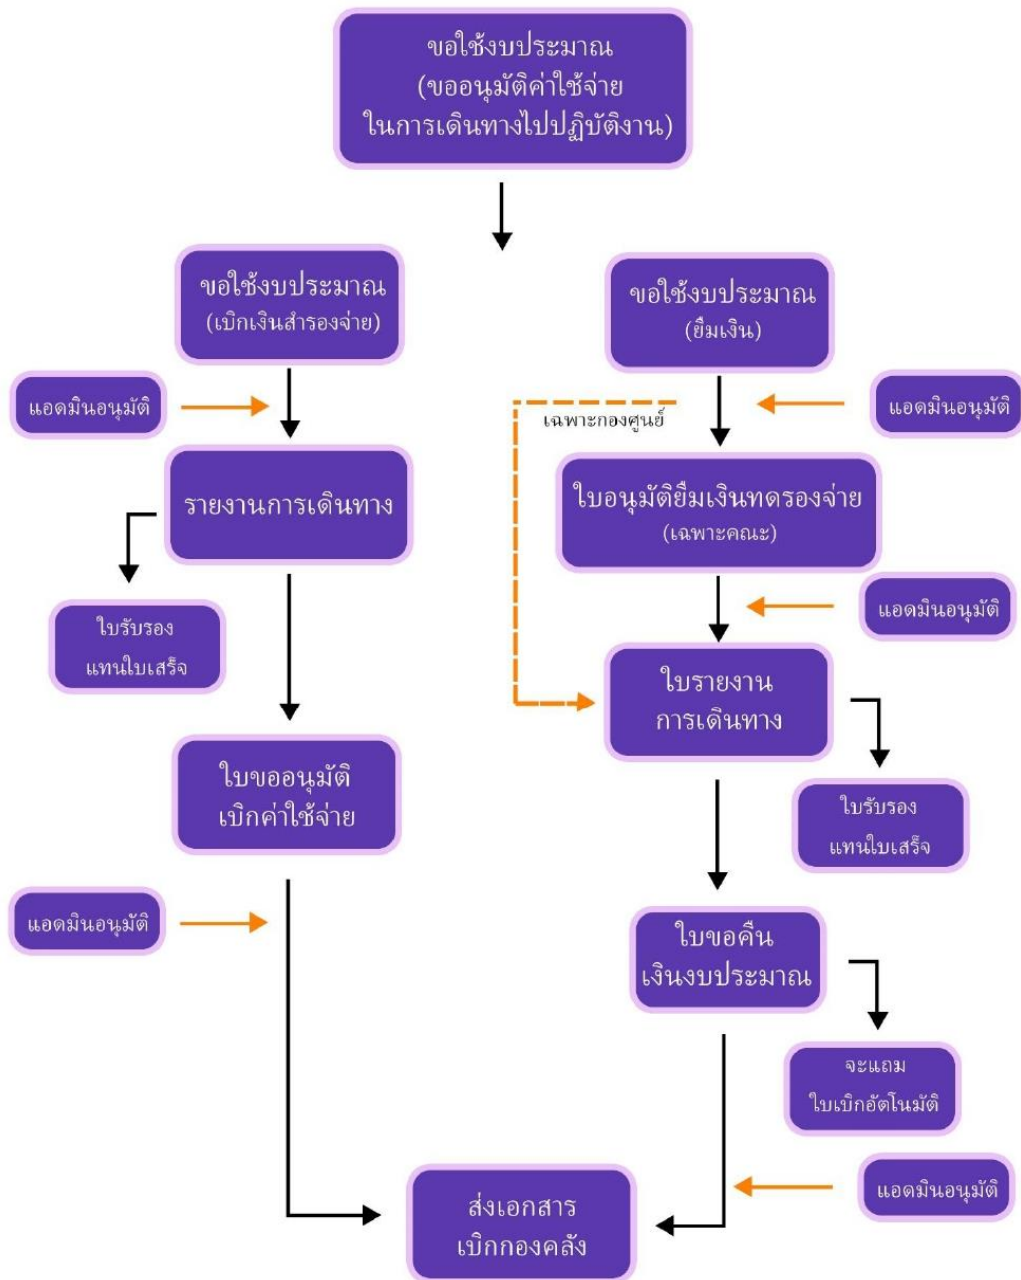 ขอใช้งบประมาณ
(ขออนุมัติค่าใช้จ่าย
ในการเดินทางไปปฏิบัติงาน)
ขอใช้งบประมาณ
(เบิกเงินสำรองจ่าย)
ขอใช้งบประมาณ
(ยืมเงิน)
แอดมินอนุมัติ
เฉพาะกองศูนย์
แอดมินอนุมัติ
รายงานการเดินทาง
ใบอนุมัติยืมเงินทดรองจ่าย
(เฉพาะคณะ)
ใบรับรอง
แทนใบเสร็จ
แอดมินอนุมัติ
ใบรายงาน
การเดินทาง
ใบขออนุมัติ
เบิกค่าใช้จ่าย
ใบรับรอง
แทนใบเสร็จ
แอดมินอนุมัติ
ใบขอคืน
เงินงบประมาณ
จะแถม
ใบเบิกอัตโนมัติ
แอดมินอนุมัติ
ส่งเอกสาร
เบิกกองคลัง